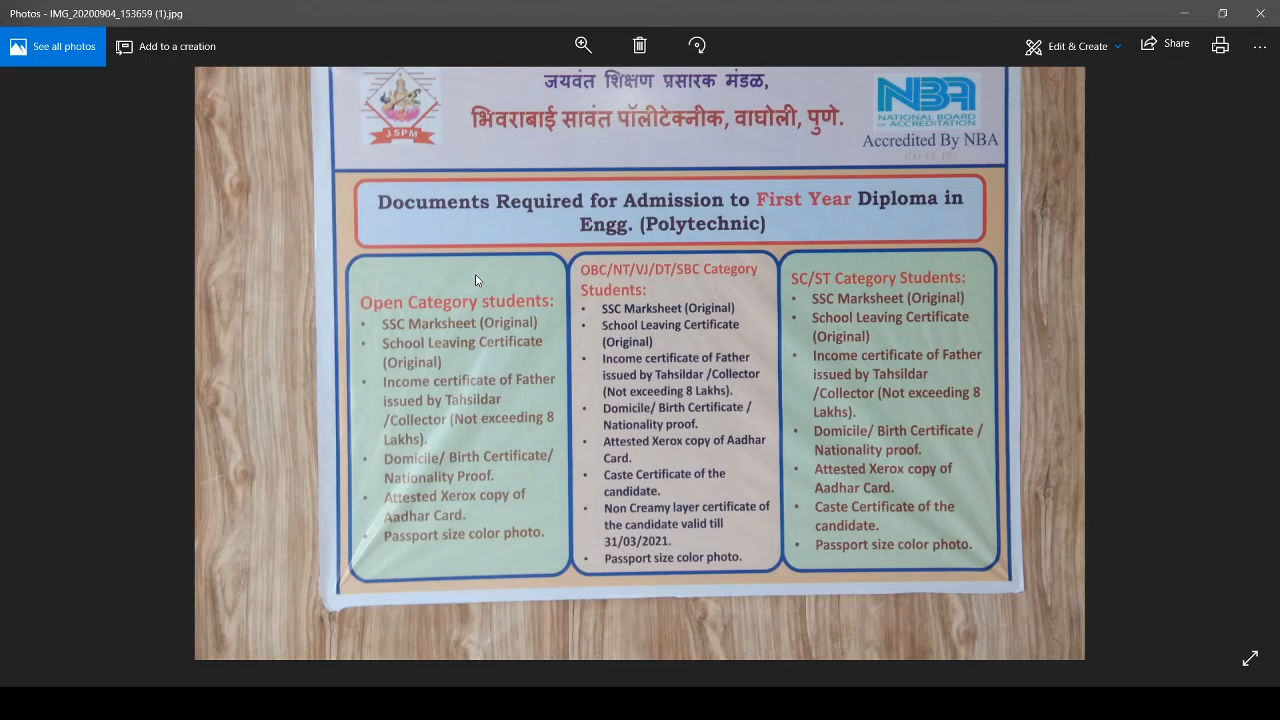 Photos - IMG_20200904_153659 (1).jpg
See all photos
Add to a creation
Edit & Create
Share
जयवंत शिक्षण प्रसारक मंडळ,
भिवराबाई सावंत पॉलीटेक्नीक, वाघोली, पुणे.
JSPM
NBA
NATIONAL BOARD
OF ACCREDITATION
Accredited By NBA
Documents Required for Admission to First Year Diploma in
Engg. (Polytechnic)
Open Category students:
• SSC Marksheet (Original)
• School Leaving Certificate
(Original)
• Income certificate of Father
issued by Tahsildar
/Collector (Not exceeding 8
Lakhs).
• Domicile/ Birth Certificate/
Nationality Proof.
• Attested Xerox copy of
Aadhar Card.
• Passport size color photo.
OBC/NT/VJ/DT/SBC Category
Students:
• SSC Marksheet (Original)
• School Leaving Certificate
(Original)
• Income certificate of Father
issued by Tahsildar /Collector
(Not exceeding 8 Lakhs).
• Domicile/ Birth Certificate /
Nationality proof.
• Attested Xerox copy of Aadhar
Card.
• Caste Certificate of the
candidate.
• Non Creamy layer certificate of
the candidate valid till
31/03/2021.
• Passport size color photo.
SC/ST Category Students:
• SSC Marksheet (Original)
• School Leaving Certificate
(Original)
• Income certificate of Father
issued by Tahsildar
/Collector (Not exceeding 8
Lakhs).
• Domicile/ Birth Certificate /
Nationality proof.
• Attested Xerox copy of
Aadhar Card.
• Caste Certificate of the
candidate.
• Passport size color photo.